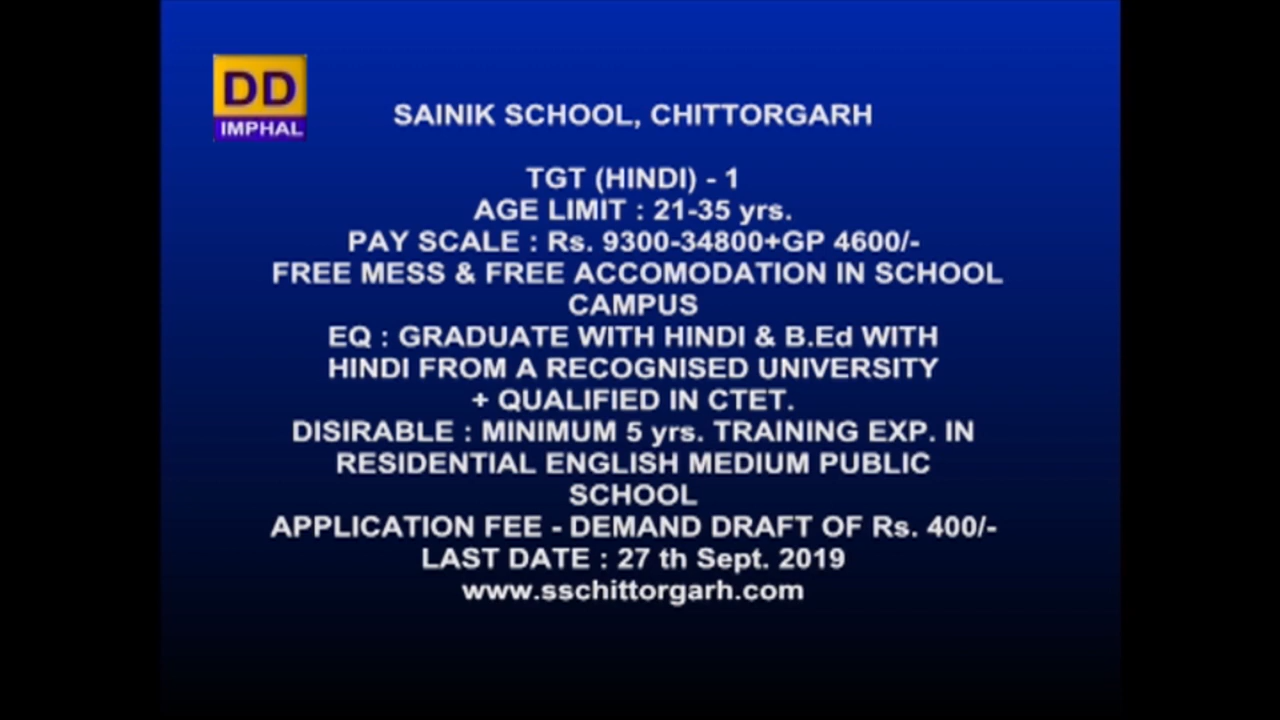 DD
IMPHAL
SAINIK SCHOOL, CHITTORGARH
TGT (HINDI) - 1
AGE LIMIT : 21-35 yrs.
PAY SCALE : Rs. 9300-34800+GP 4600/-
FREE MESS & FREE ACCOMODATION IN SCHOOL
CAMPUS
EQ : GRADUATE WITH HINDI & B.Ed WITH
HINDI FROM A RECOGNISED UNIVERSITY
+ QUALIFIED IN CTET.
DISIRABLE : MINIMUM 5 yrs. TRAINING EXP. IN
RESIDENTIAL ENGLISH MEDIUM PUBLIC
SCHOOL
APPLICATION FEE - DEMAND DRAFT OF Rs. 400/-
LAST DATE : 27 th Sept. 2019
www.sschittorgarh.com